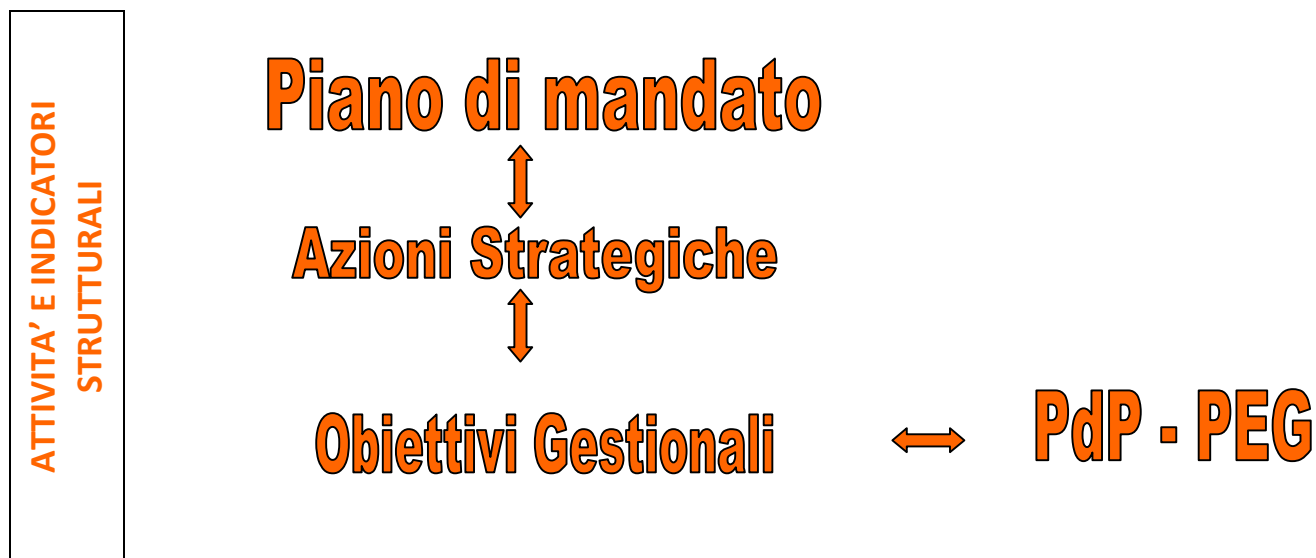 ATTIVITA’ E INDICATORI
STRUTTURALI
Piano di mandato
Azioni Strategiche
Obiettivi Gestionali
PdP - PEG